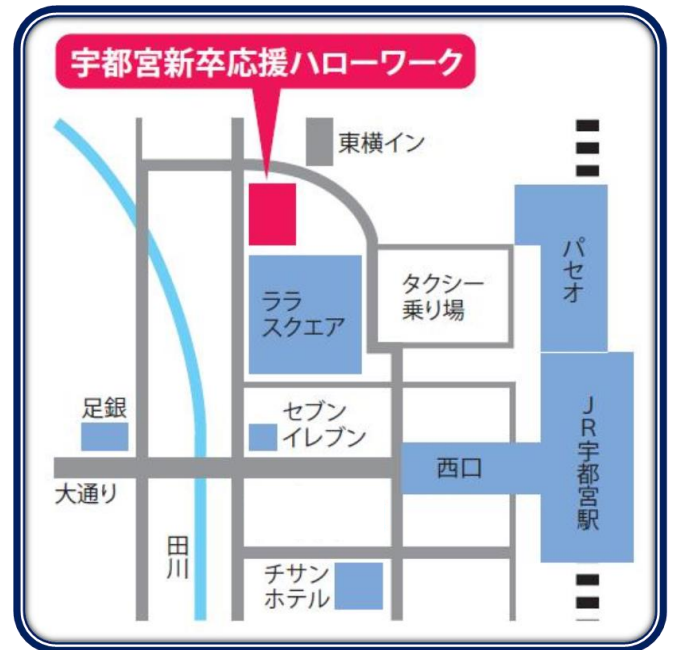 宇都宮新卒応援ハローワーク
東横イン
パセオ
タクシー
乗り場
ララ
スクエア
足銀
セブン
イレブン
JR宇都宮駅
西口
大通り
田川
チサン
ホテル